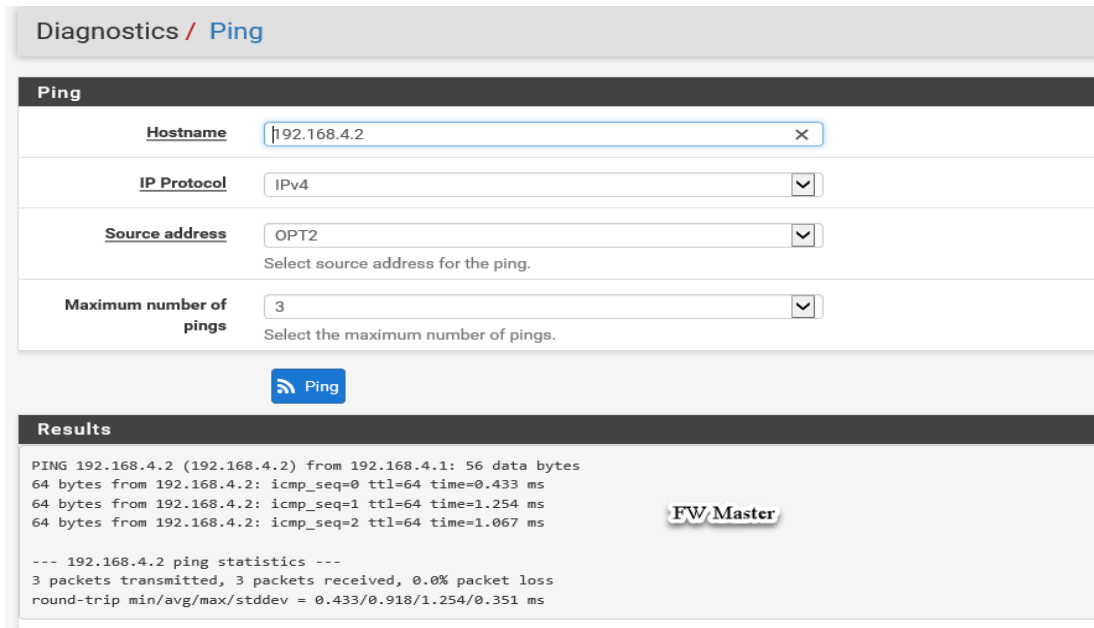 Diagnostics / Ping
Ping
Hostname
192.168.4.2
IP Protocol
IPv4
Source address
OPT2
Select source address for the ping.
Maximum number of
pings
3
Select the maximum number of pings.
Ping
Results
PING 192.168.4.2 (192.168.4.2) from 192.168.4.1: 56 data bytes
64 bytes from 192.168.4.2: icmp_seq=0 ttl=64 time=0.433 ms
64 bytes from 192.168.4.2: icmp_seq=1 ttl=64 time=1.254 ms
64 bytes from 192.168.4.2: icmp_seq=2 ttl=64 time=1.067 ms
FW Master
--- 192.168.4.2 ping statistics ---
3 packets transmitted, 3 packets received, 0.0% packet loss
round-trip min/avg/max/stddev = 0.433/0.918/1.254/0.351 ms